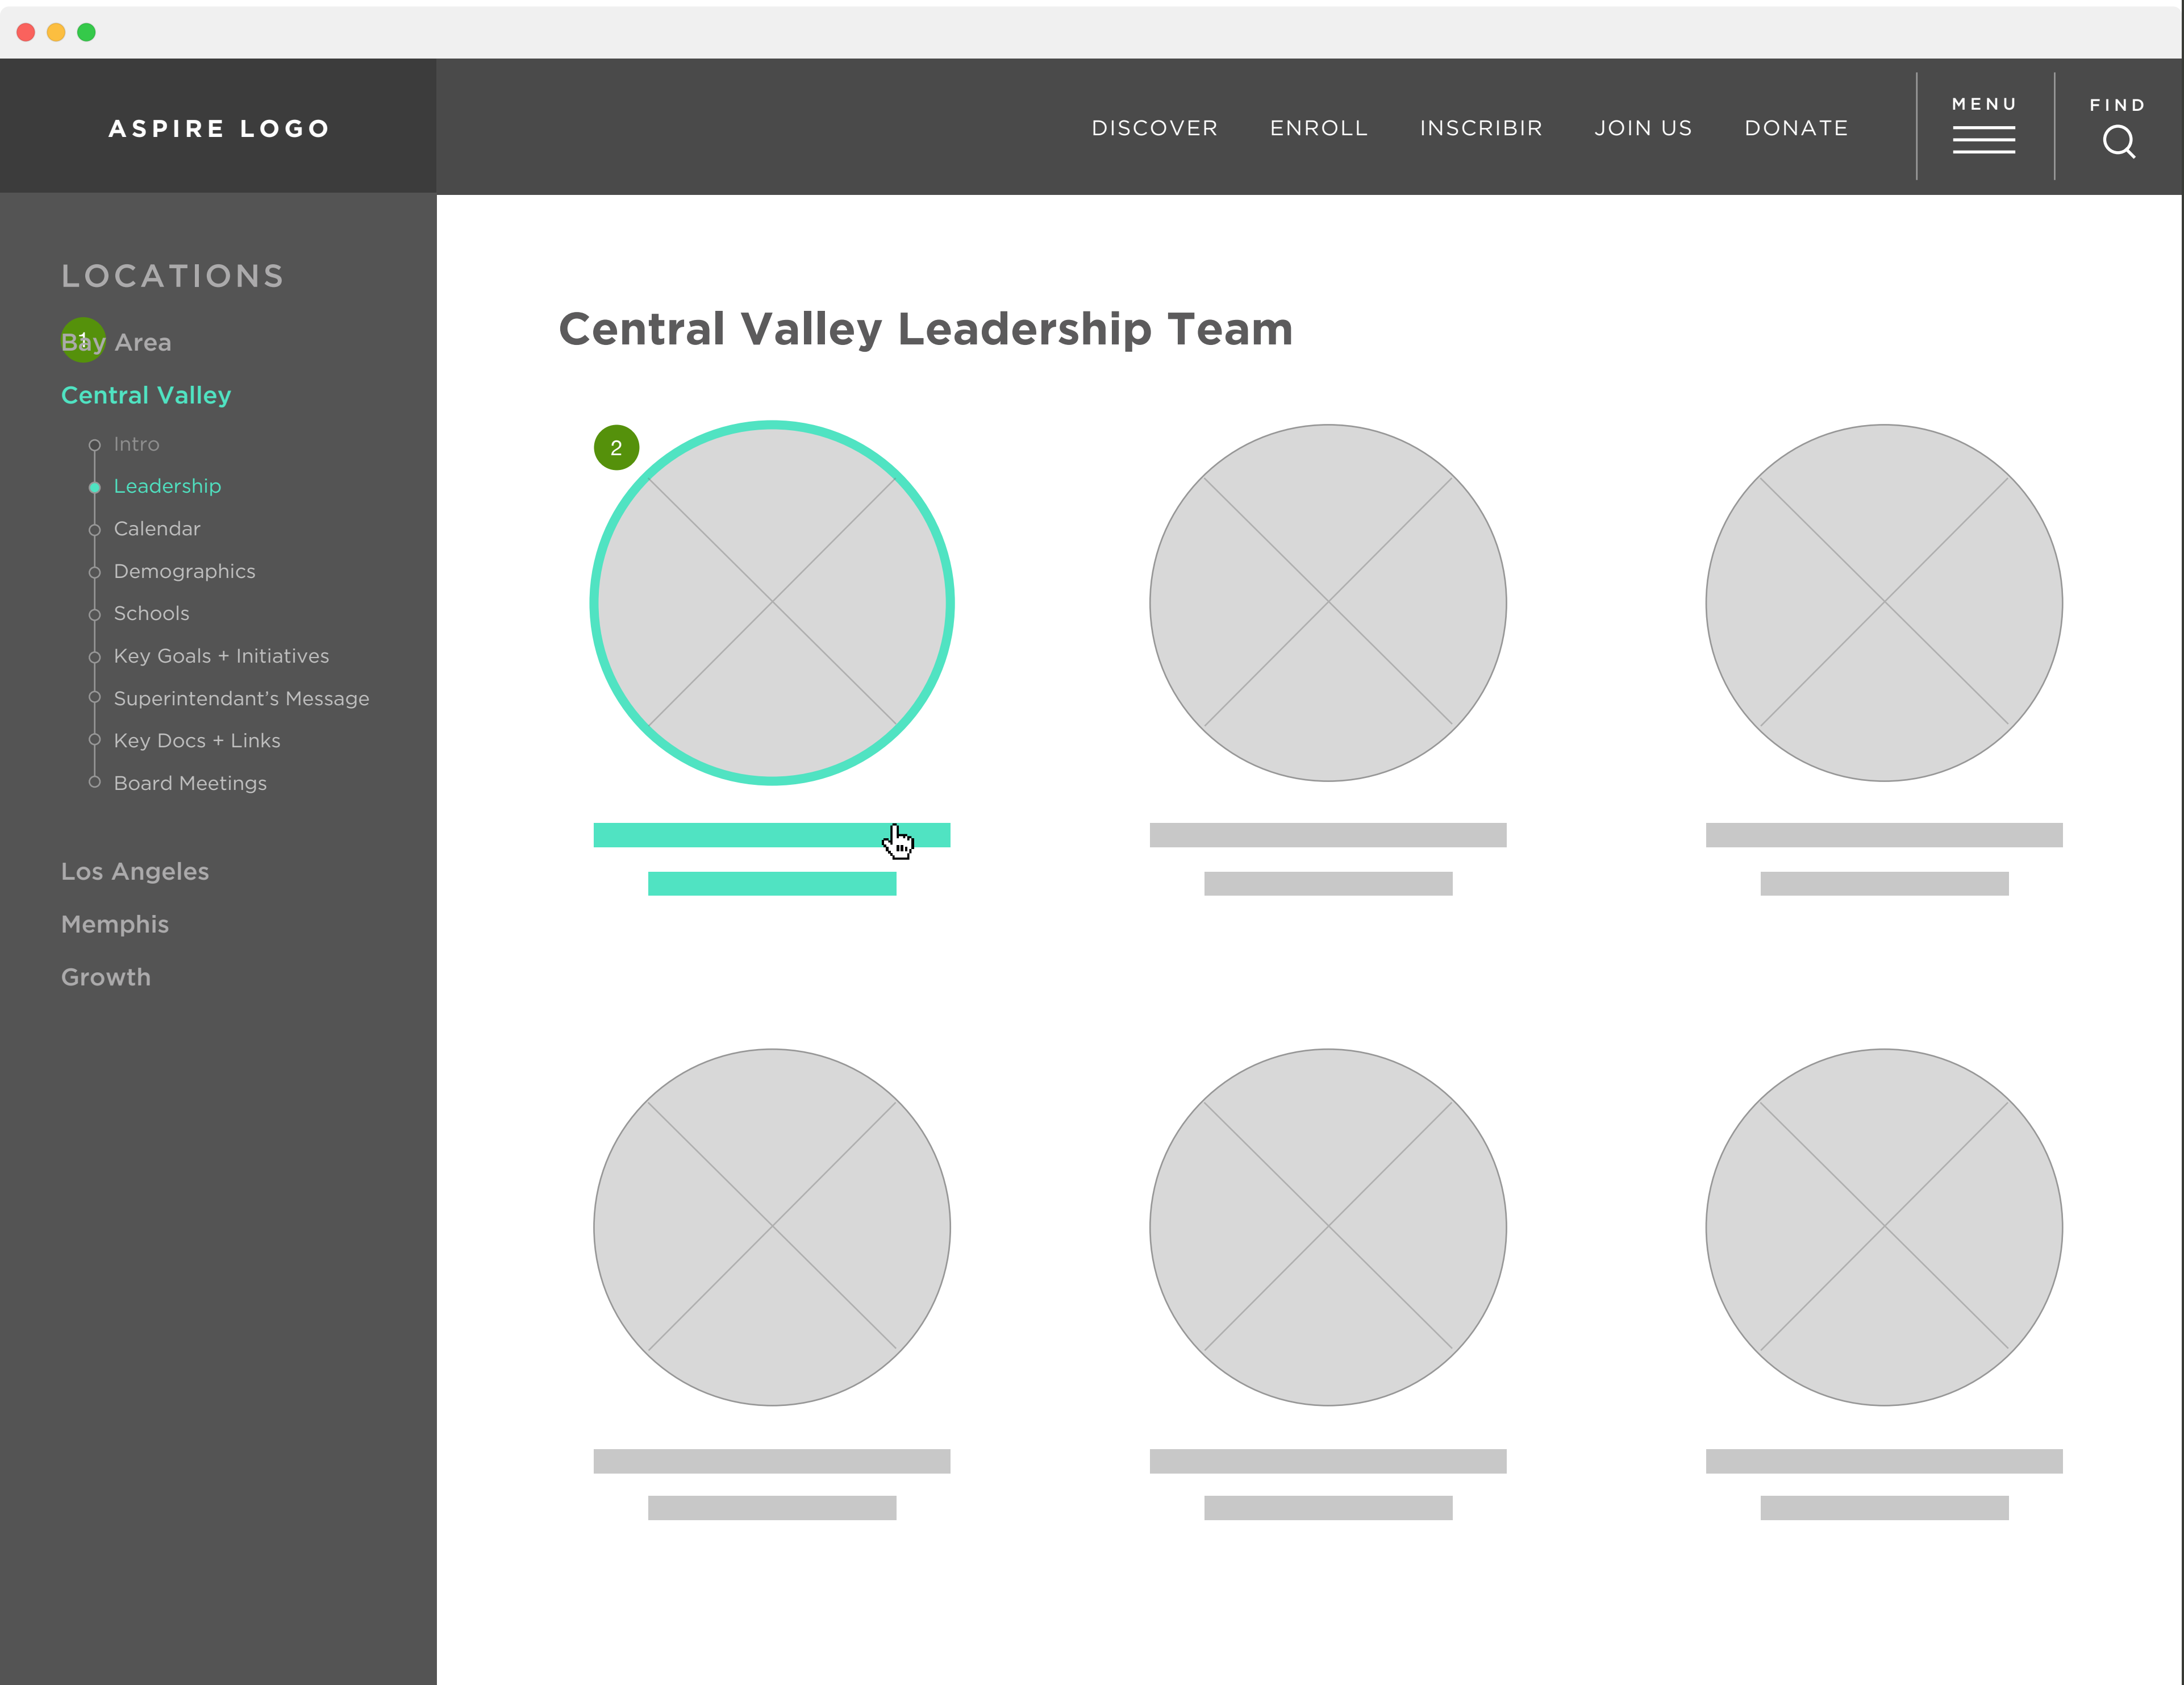 ASPIRE LOGO
DISCOVER ENROLL INSCRIBIR JOIN US DONATE
MENU
FIND
LOCATIONS
1
Bay Area
Central Valley
Intro
Leadership
Calendar
Demographics
Schools
Key Goals + Initiatives
Superintendant's Message
Key Docs + Links
Board Meetings
Los Angeles
Memphis
Growth
Central Valley Leadership Team
2